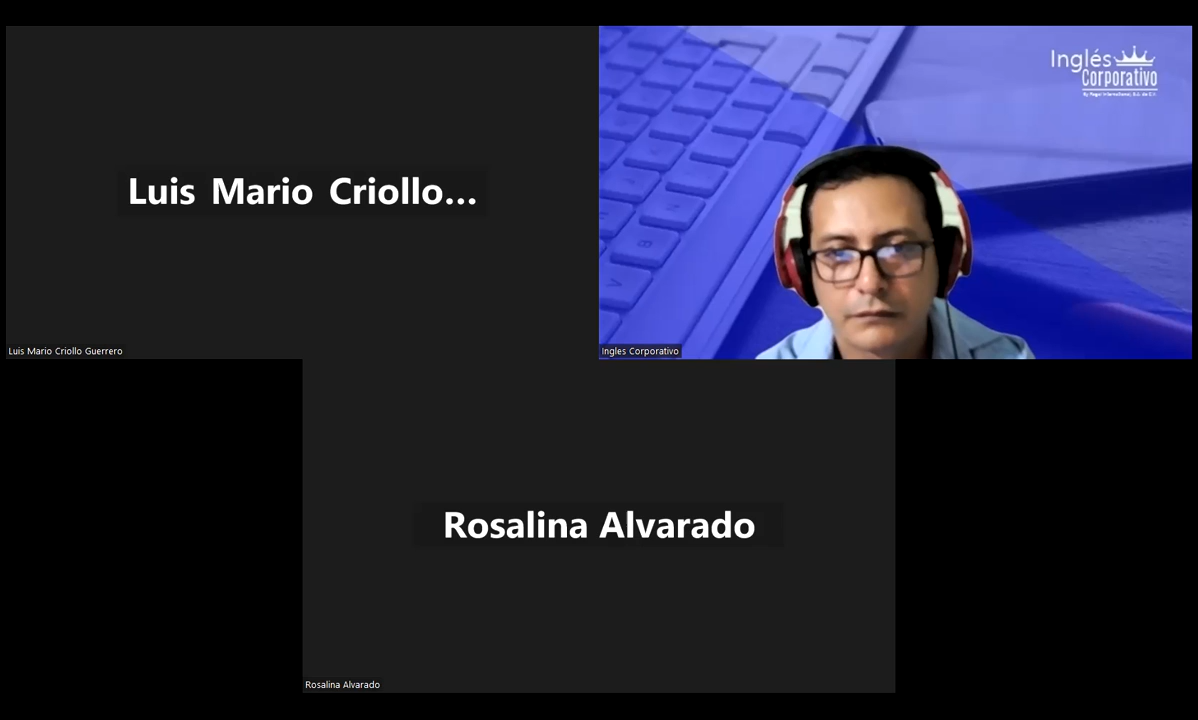 Luis Mario Criollo...
Luis Mario Criollo Guerrero
Inglés
Corporativo
Ingles Corporativo
Rosalina Alvarado
Rosalina Alvarado